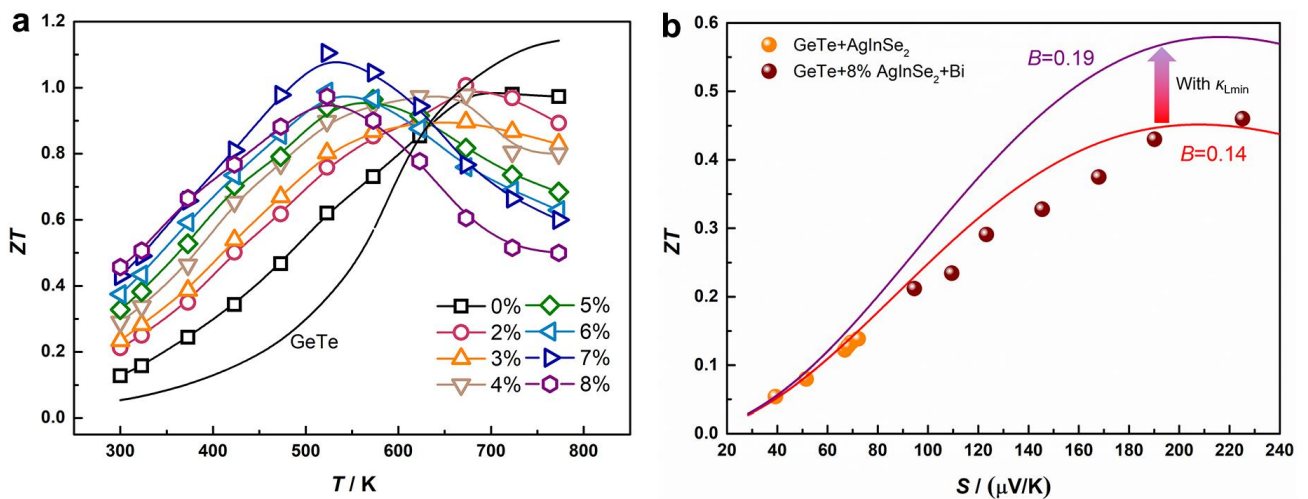 a
ZT
1.2
1.0
0.8
0.6
0.4
0.2
0.0
GeTe
0% 5%
2% 6%
3% 7%
4% 8%
300 400 500 600 700 800
T / K
b
ZT
0.6
0.5
0.4
0.3
0.2
0.1
0.0
GeTe+AgInSe₂
GeTe+8% AgInSe₂+Bi
B=0.19
With κLmin
B=0.14
20 40 60 80 100 120 140 160 180 200 220 240
S / (μV/K)